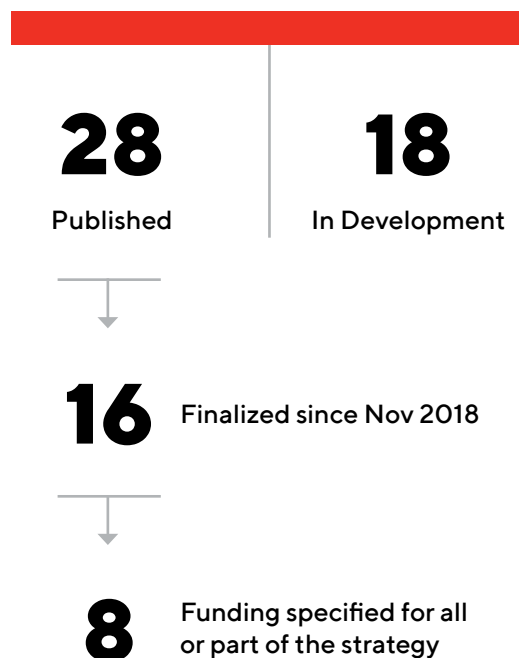 28
Published
18
In Development
16
Finalized since Nov 2018
8
Funding specified for all
or part of the strategy